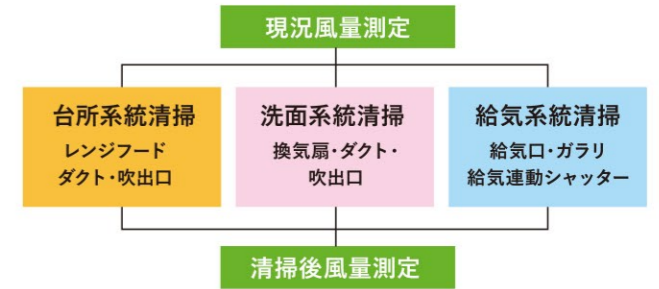 現況風量測定
台所系統清掃
レンジフード
ダクト・吹出口
洗面系統清掃
換気扇・ダクト・
吹出口
給気系統清掃
給気口・ガラリ
給気連動シャッター
清掃後風量測定